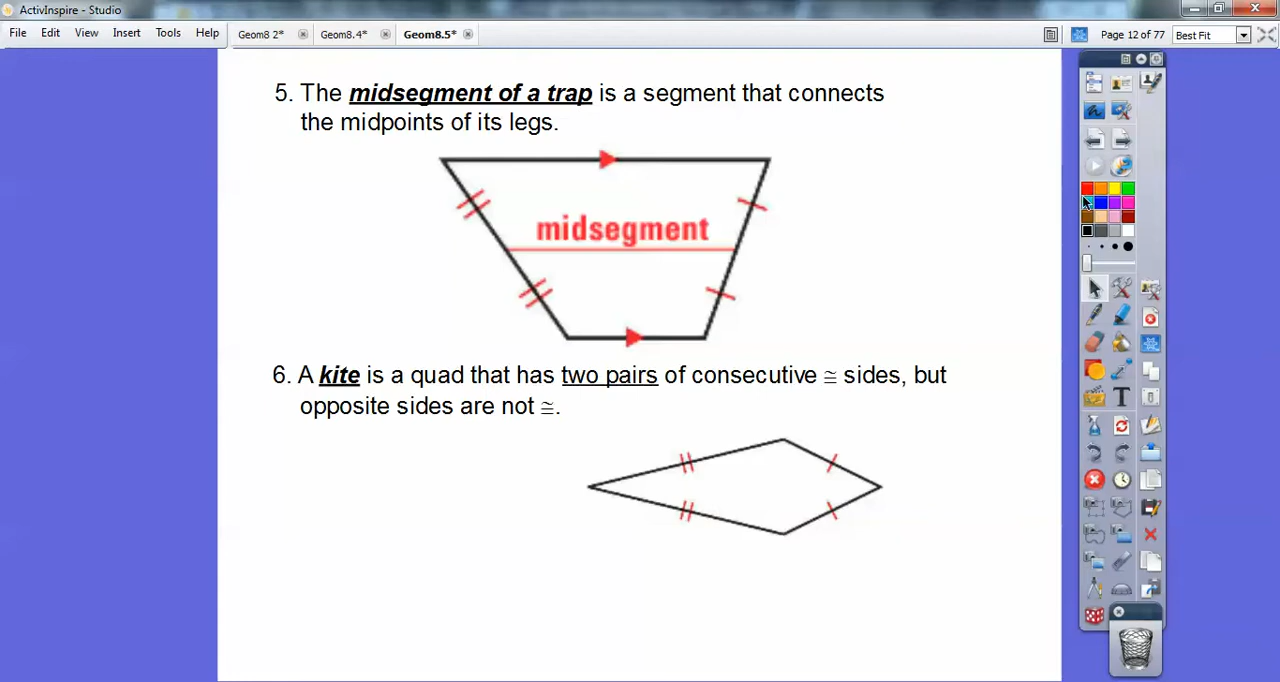 ActivInspire - Studio
File Edit View Insert Tools Help Geom8 2* Geom8.4* Geom8.5* Page 12 of 77 Best Fit
5. The midsegment of a trap is a segment that connects
the midpoints of its legs.
midsegment
6. A kite is a quad that has two pairs of consecutive ≅ sides, but
opposite sides are not ≅.
T